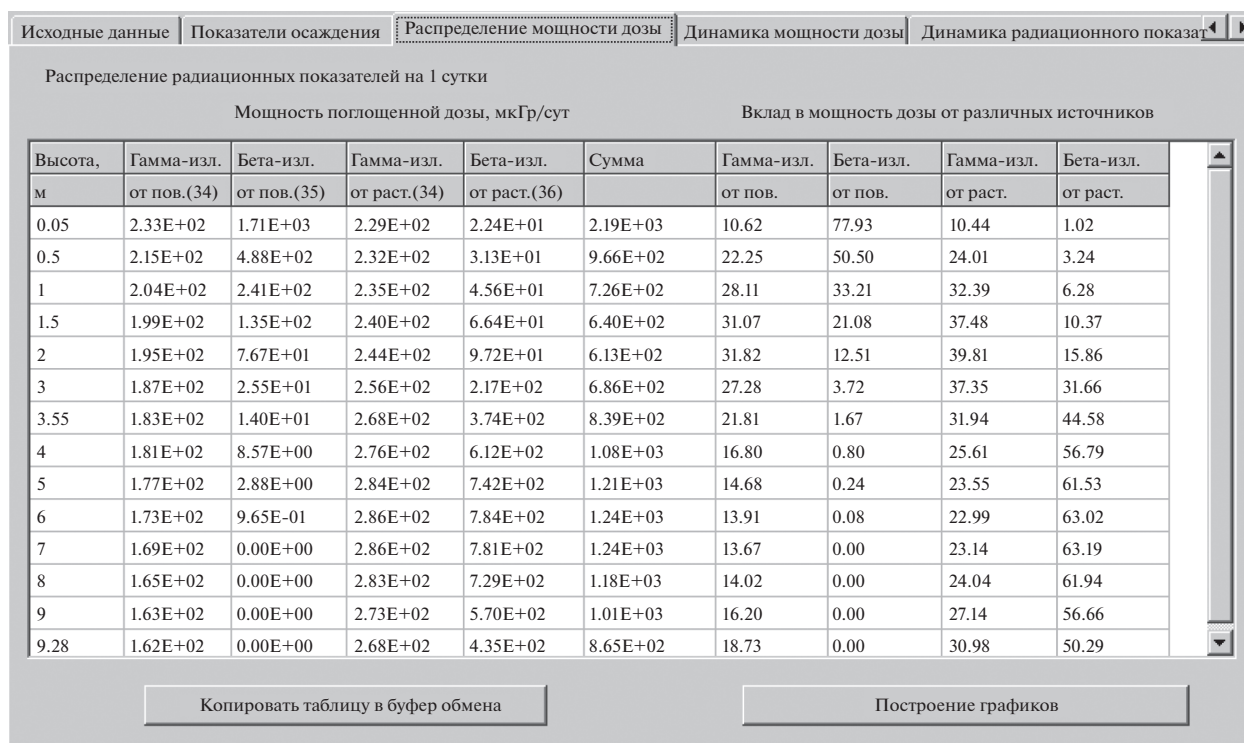 Исходные данные Показатели осаждения Распределение мощности дозы Динамика мощности дозы Динамика радиационного показат
Распределение радиационных показателей на 1 сутки
Мощность поглощенной дозы, мкГр/сут Вклад в мощность дозы от различных источников
Высота, Гамма-изл. Бета-изл. Гамма-изл. Бета-изл. Сумма Гамма-изл. Бета-изл. Гамма-изл. Бета-изл.
м от пов.(34) от пов.(35) от раст.(34) от раст.(36) от пов. от пов. от раст. от раст.
0.05 2.33E+02 1.71E+03 2.29E+02 2.24E+01 2.19E+03 10.62 77.93 10.44 1.02
0.5 2.15E+02 4.88E+02 2.32E+02 3.13E+01 9.66E+02 22.25 50.50 24.01 3.24
1 2.04E+02 2.41E+02 2.35E+02 4.56E+01 7.26E+02 28.11 33.21 32.39 6.28
1.5 1.99E+02 1.35E+02 2.40E+02 6.64E+01 6.40E+02 31.07 21.08 37.48 10.37
2 1.95E+02 7.67E+01 2.44E+02 9.72E+01 6.13E+02 31.82 12.51 39.81 15.86
3 1.87E+02 2.55E+01 2.56E+02 2.17E+02 6.86E+02 27.28 3.72 37.35 31.66
3.55 1.83E+02 1.40E+01 2.68E+02 3.74E+02 8.39E+02 21.81 1.67 31.94 44.58
4 1.81E+02 8.57E+00 2.76E+02 6.12E+02 1.08E+03 16.80 0.80 25.61 56.79
5 1.77E+02 2.88E+00 2.84E+02 7.42E+02 1.21E+03 14.68 0.24 23.55 61.53
6 1.73E+02 9.65E-01 2.86E+02 7.84E+02 1.24E+03 13.91 0.08 22.99 63.02
7 1.69E+02 0.00E+00 2.86E+02 7.81E+02 1.24E+03 13.67 0.00 23.14 63.19
8 1.65E+02 0.00E+00 2.83E+02 7.29E+02 1.18E+03 14.02 0.00 24.04 61.94
9 1.63E+02 0.00E+00 2.73E+02 5.70E+02 1.01E+03 16.20 0.00 27.14 56.66
9.28 1.62E+02 0.00E+00 2.68E+02 4.35E+02 8.65E+02 18.73 0.00 30.98 50.29
Копировать таблицу в буфер обмена Построение графиков